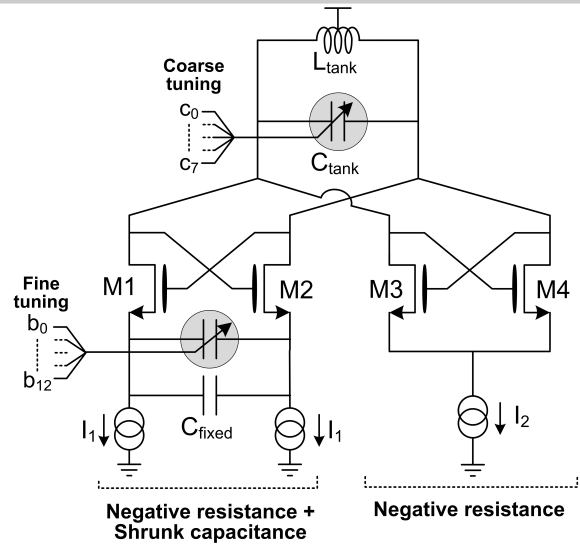 L_tank
Coarse
tuning
c_0
c_7
C_tank
M1
M2
M3
M4
Fine
tuning
b_0
b_12
I_1
C_fixed
I_1
I_2
Negative resistance +
Shrunk capacitance
Negative resistance